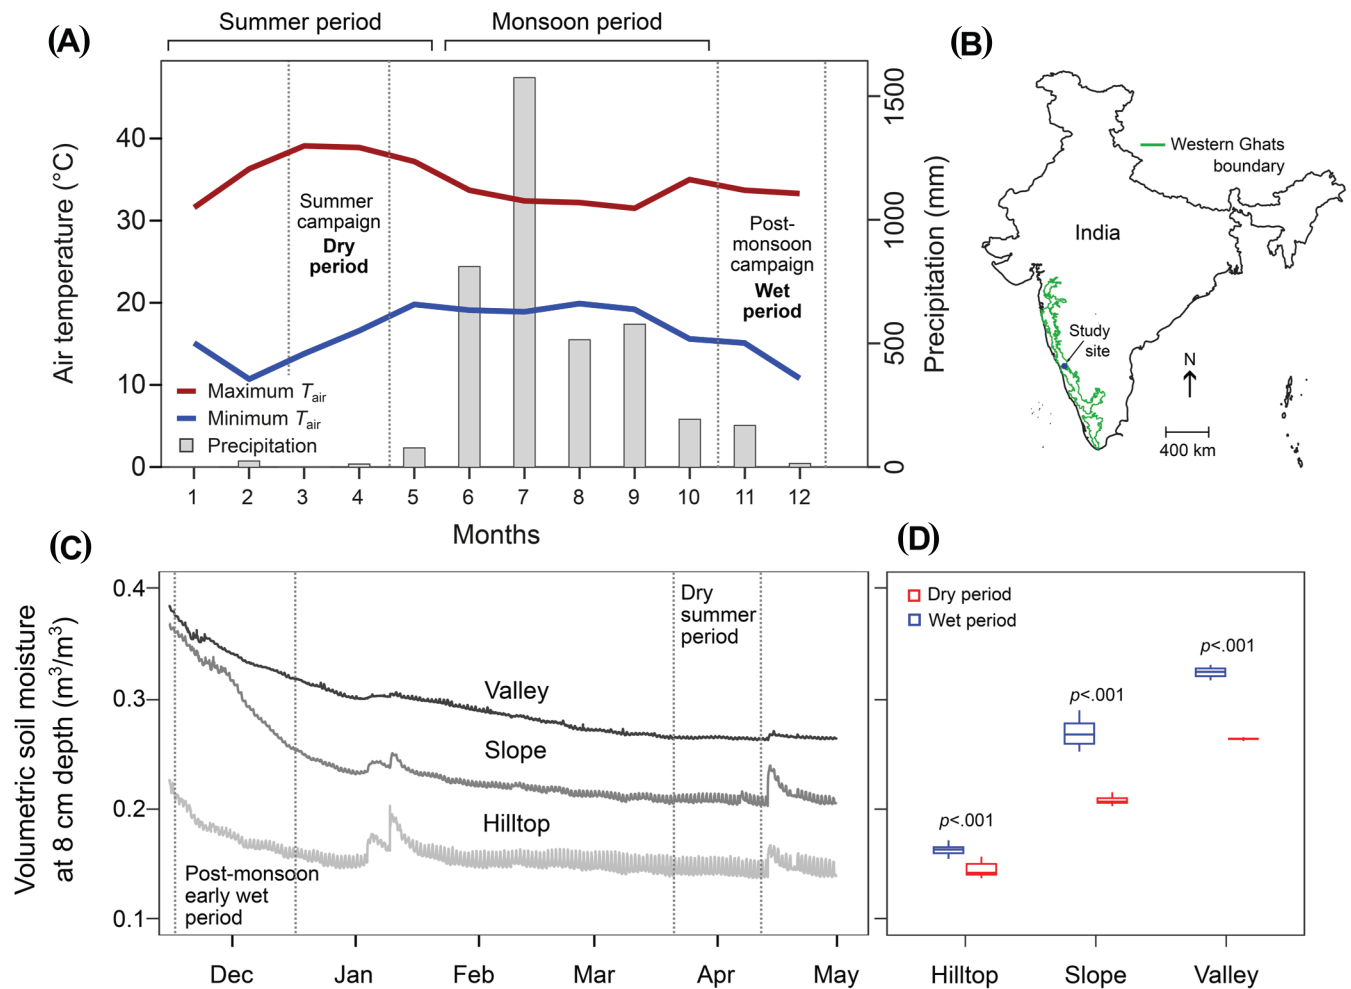 (A)
Summer period
Monsoon period
Air temperature (°C)
40
30
20
10
0
Summer
campaign
Dry
period
Post-
monsoon
campaign
Wet
period
Maximum Tair
Minimum Tair
Precipitation
1 2 3 4 5 6 7 8 9 10 11 12
Months
1500
1000
500
0
Precipitation (mm)
(B)
Western Ghats
boundary
India
Study
site
N
400 km
(C)
Volumetric soil moisture
at 8 cm depth (m³/m³)
0.4
0.3
0.2
0.1
Dry
summer
period
Valley
Slope
Hilltop
Post-monsoon
early wet
period
Dec Jan Feb Mar Apr May
(D)
Dry period
Wet period
p<.001
p<.001
p<.001
Hilltop Slope Valley